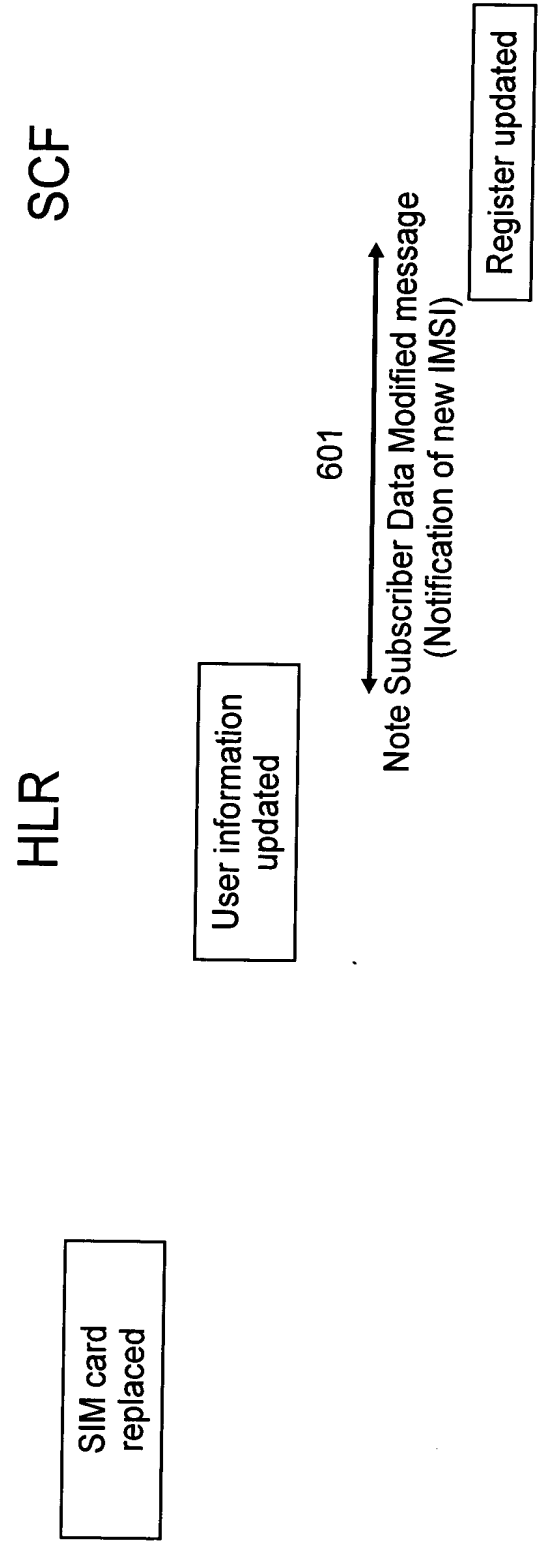 HLR
SCF
SIM card
replaced
User information
updated
601
Note Subscriber Data Modified message
(Notification of new IMSI)
Register updated